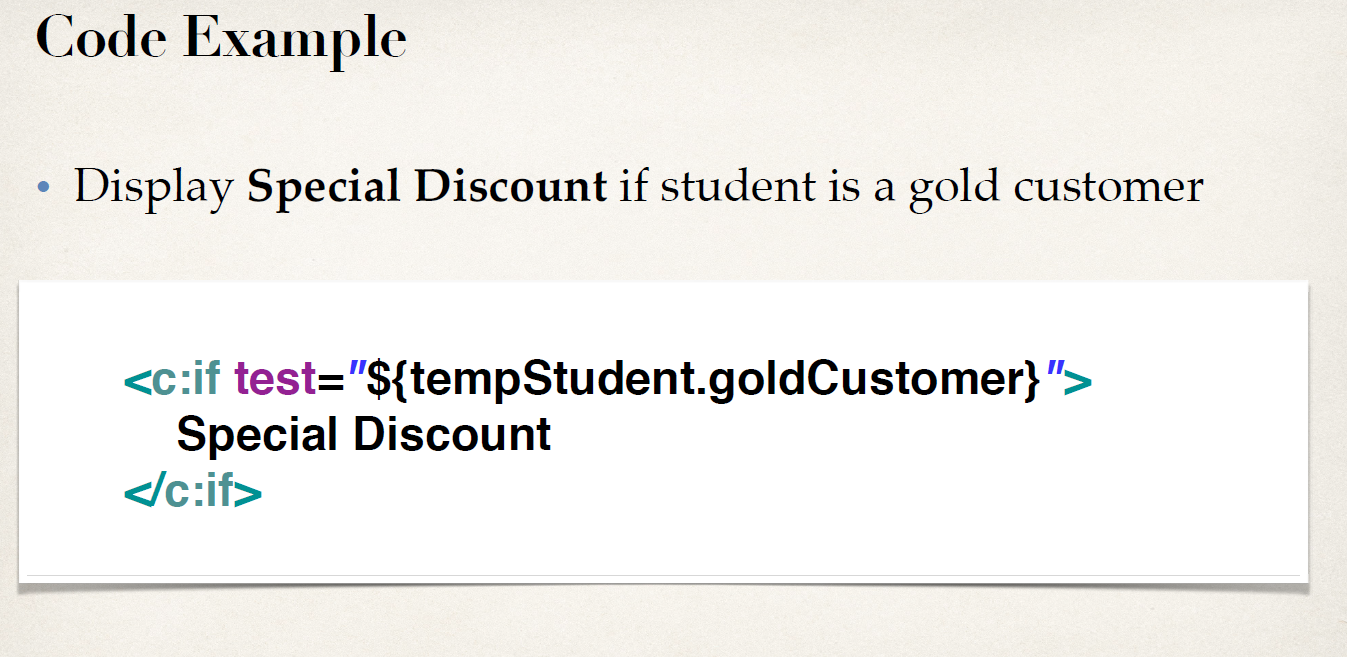 Code Example
• Display Special Discount if student is a gold customer
<c:if test="${tempStudent.goldCustomer}">
Special Discount
</c:if>